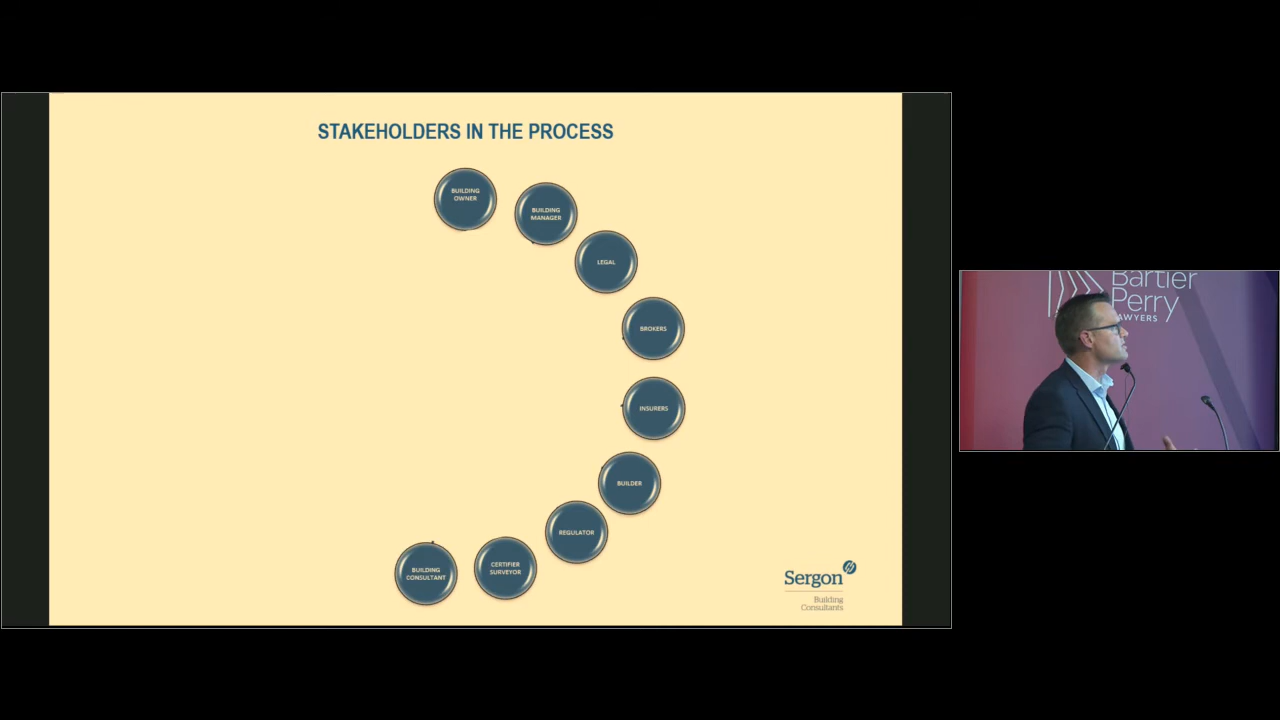 STAKEHOLDERS IN THE PROCESS
BUILDING
OWNER
BUILDING
MANAGER
LEGAL
BROKERS
INSURERS
BUILDER
REGULATOR
CERTIFIER
SURVEYOR
BUILDING
CONSULTANT
Sergon
Building
Consultants
Bartier
Perry
AWYERS